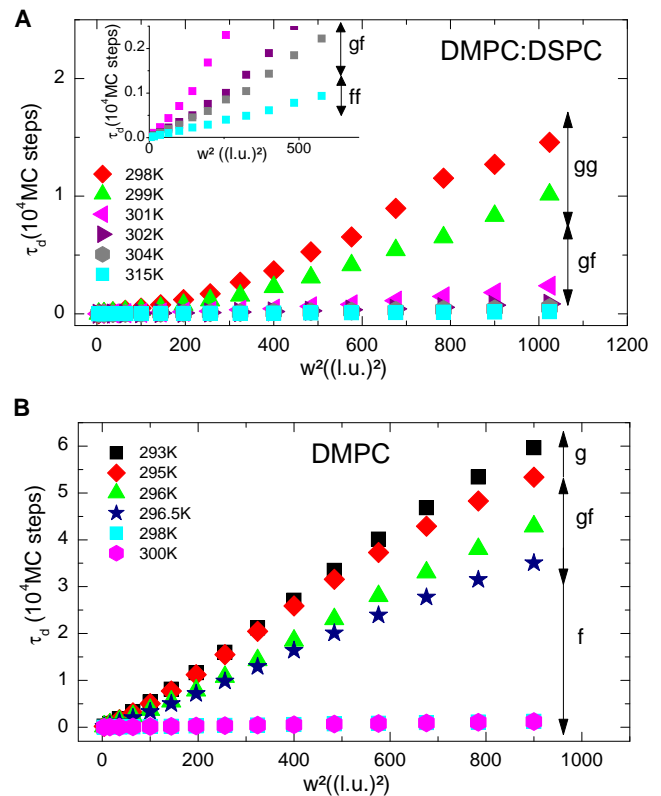 A
DMPC:DSPC
τd(10⁴MC steps)
2
1
0
0 200 400 600 800 1000 1200
w²((l.u.)²)
298K
299K
301K
302K
304K
315K
gg
gf
τd(10⁴MC steps)
0.2
0.0
0 500
w² ((l.u.)²)
gf
ff
B
DMPC
τd (10⁴MC steps)
6
5
4
3
2
1
0
0 200 400 600 800 1000
w²((l.u.)²)
293K
295K
296K
296.5K
298K
300K
g
gf
f